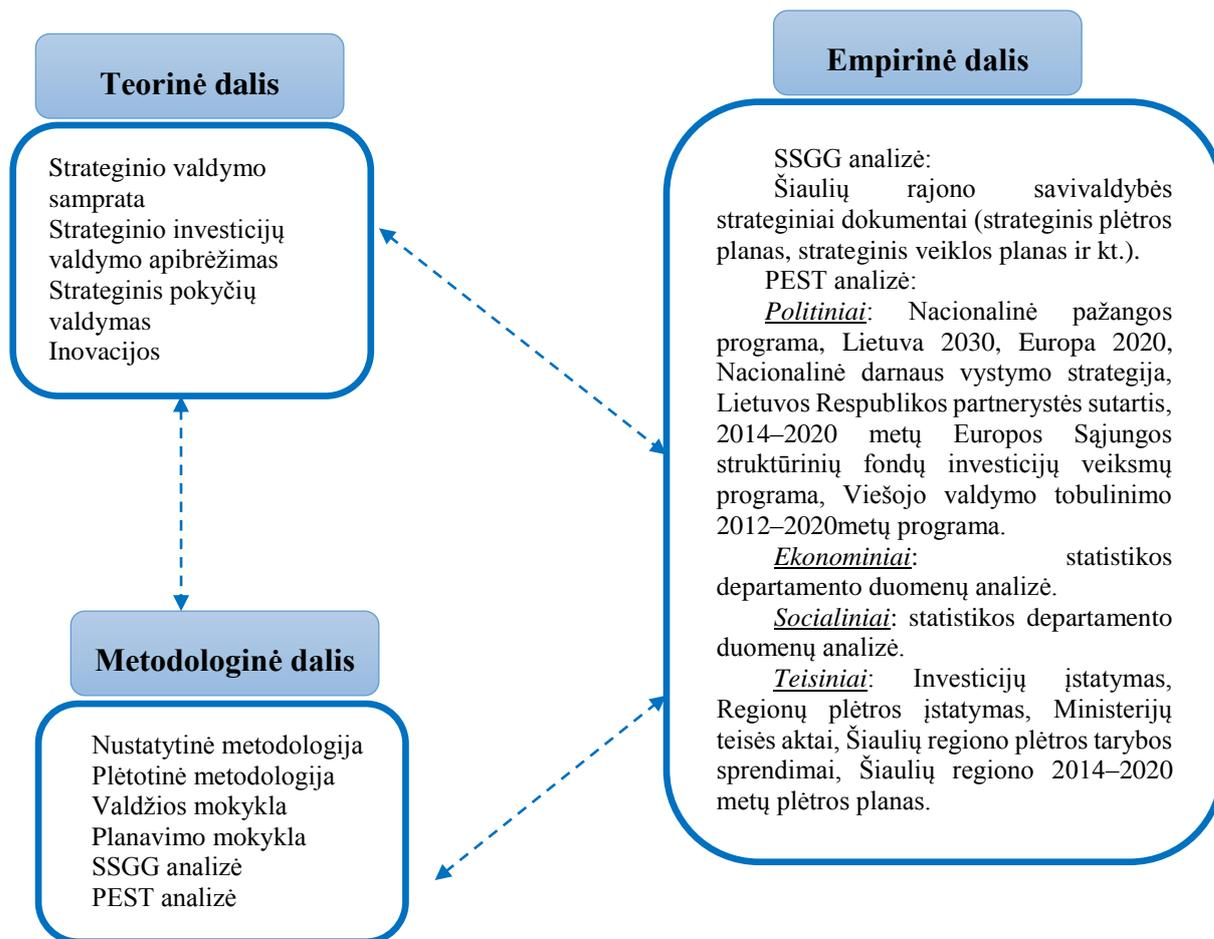 Teorinė dalis
Strateginio valdymo
samprata
Strateginio investicijų
valdymo apibrėžimas
Strateginis pokyčių
valdymas
Inovacijos
Metodologinė dalis
Nustatytinė metodologija
Plėtotinė metodologija
Valdžios mokykla
Planavimo mokykla
SSGG analizė
PEST analizė
Empirinė dalis
SSGG analizė:
Šiaulių rajono savivaldybės
strateginiai dokumentai (strateginis plėtros
planas, strateginis veiklos planas ir kt.).
PEST analizė:
Politiniai: Nacionalinė pažangos
programa, Lietuva 2030, Europa 2020,
Nacionalinė darnaus vystymo strategija,
Lietuvos Respublikos partnerystės sutartis,
2014–2020 metų Europos Sąjungos
struktūrinių fondų investicijų veiksmų
programa, Viešojo valdymo tobulinimo
2012–2020metų programa.
Ekonominiai: statistikos
departamento duomenų analizė.
Socialiniai: statistikos departamento
duomenų analizė.
Teisiniai: Investicijų įstatymas,
Regionų plėtros įstatymas, Ministerijų
teisės aktai, Šiaulių regiono plėtros tarybos
sprendimai, Šiaulių regiono 2014–2020
metų plėtros planas.